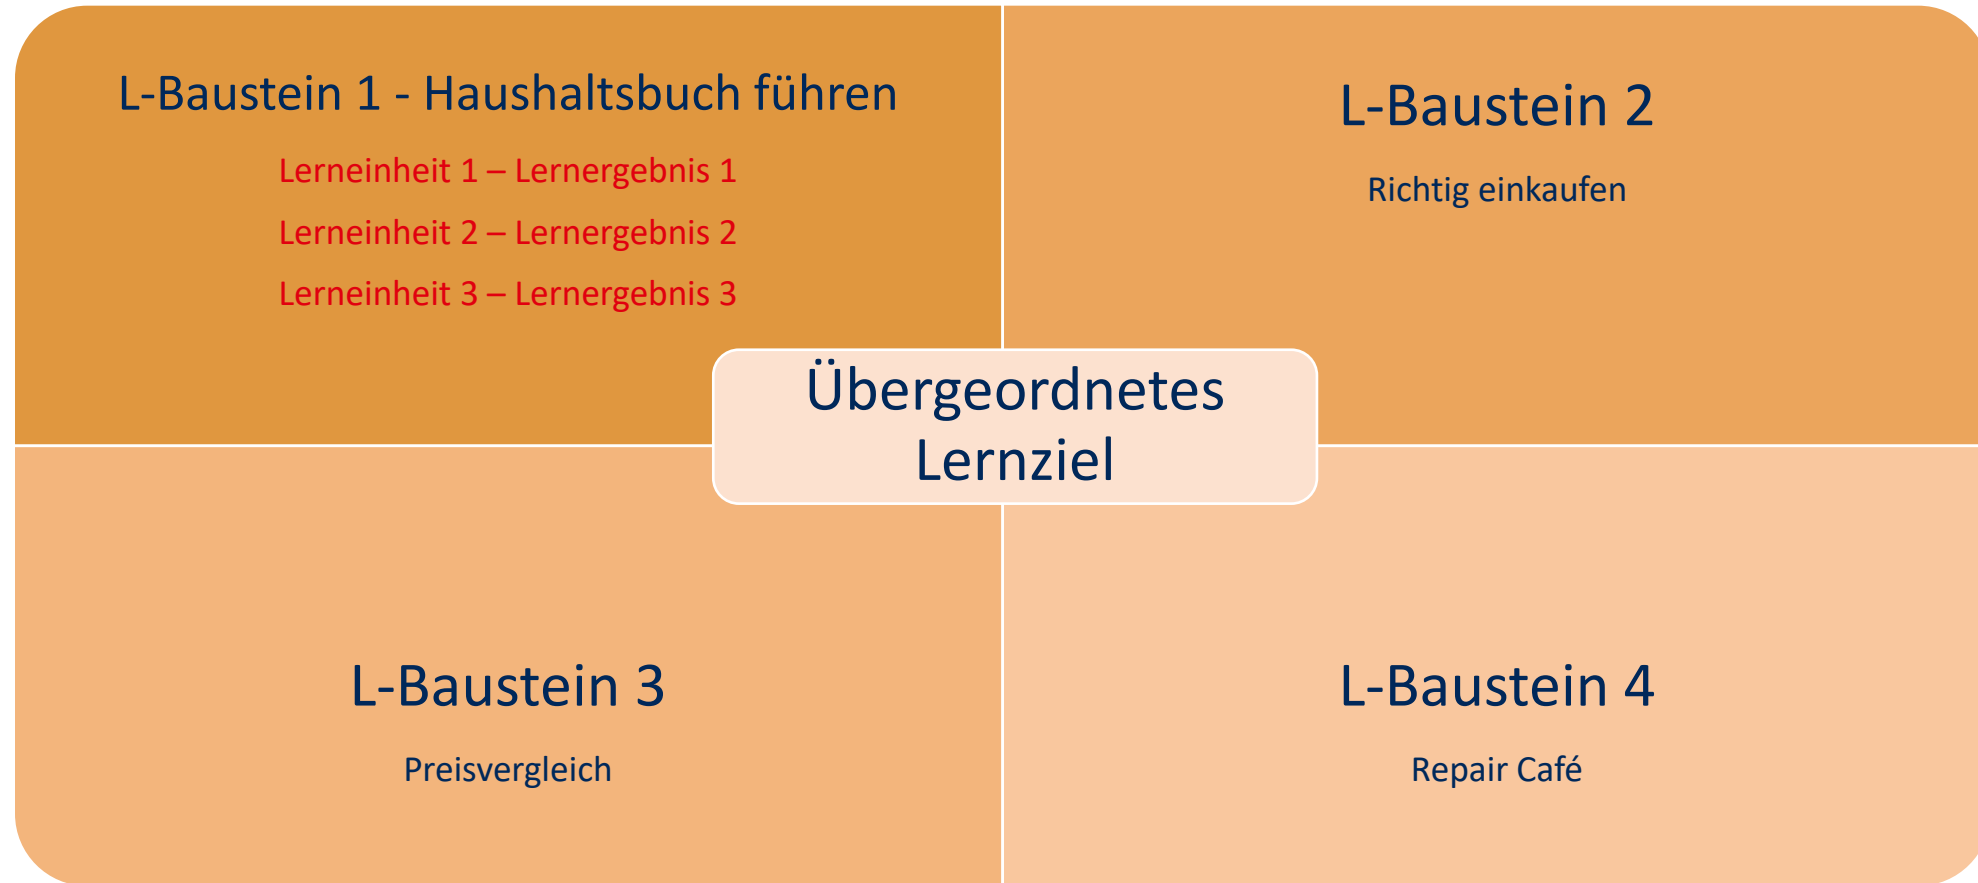 L-Baustein 1 - Haushaltsbuch führen
Lerneinheit 1 – Lernergebnis 1
Lerneinheit 2 – Lernergebnis 2
Lerneinheit 3 – Lernergebnis 3
L-Baustein 2
Richtig einkaufen
Übergeordnetes
Lernziel
L-Baustein 3
Preisvergleich
L-Baustein 4
Repair Café